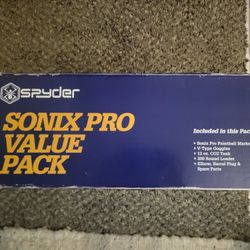 SPYDER
SONIX PRO
VALUE
PACK
Included in this Pac
• Sonix Pro Paintball Marke
• V-Type Goggles
• 12 oz. CO2 Tank
• 200 Round Loader
• Elbow, Barrel Plug &
Spare Parts